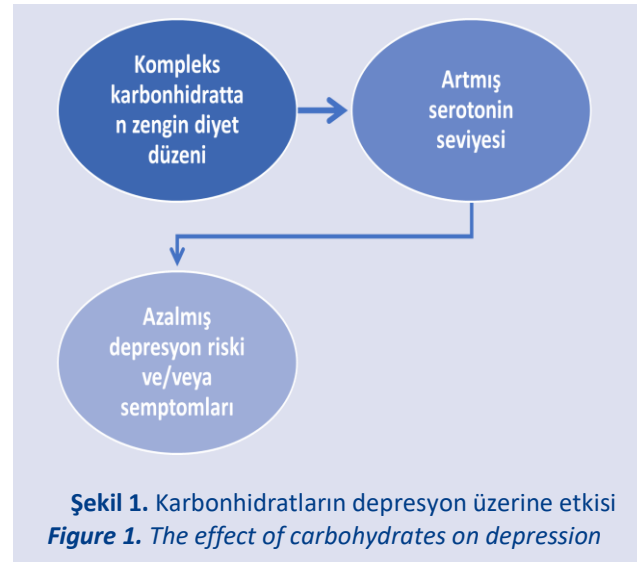 Kompleks
karbonhidratta
n zengin diyet
düzeni
Artmış
serotonin
seviyesi
Azalmış
depresyon riski
ve/veya
semptomları
Şekil 1. Karbonhidratların depresyon üzerine etkisi
Figure 1. The effect of carbohydrates on depression